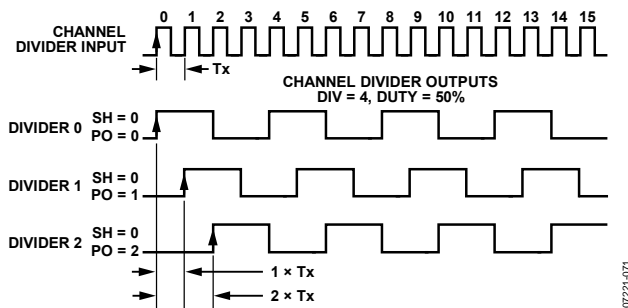 0 1 2 3 4 5 6 7 8 9 10 11 12 13 14 15
CHANNEL
DIVIDER INPUT
Tx
CHANNEL DIVIDER OUTPUTS
DIV = 4, DUTY = 50%
DIVIDER 0
SH = 0
PO = 0
DIVIDER 1
SH = 0
PO = 1
DIVIDER 2
SH = 0
PO = 2
1 × Tx
2 × Tx
07221-071